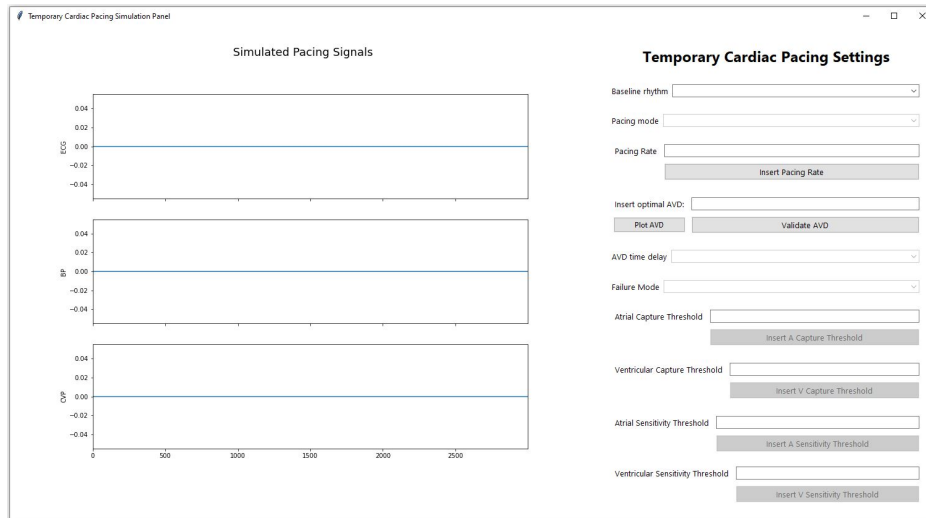 Temporary Cardiac Pacing Simulation Panel
Simulated Pacing Signals
0.04
0.02
0.00
−0.02
−0.04
ECG
0.04
0.02
0.00
−0.02
−0.04
BP
0.04
0.02
0.00
−0.02
−0.04
CVP
0 500 1000 1500 2000 2500
Temporary Cardiac Pacing Settings
Baseline rhythm
Pacing mode
Pacing Rate
Insert Pacing Rate
Insert optimal AVD:
Plot AVD Validate AVD
AVD time delay
Failure Mode
Atrial Capture Threshold
Insert A Capture Threshold
Ventricular Capture Threshold
Insert V Capture Threshold
Atrial Sensitivity Threshold
Insert A Sensitivity Threshold
Ventricular Sensitivity Threshold
Insert V Sensitivity Threshold